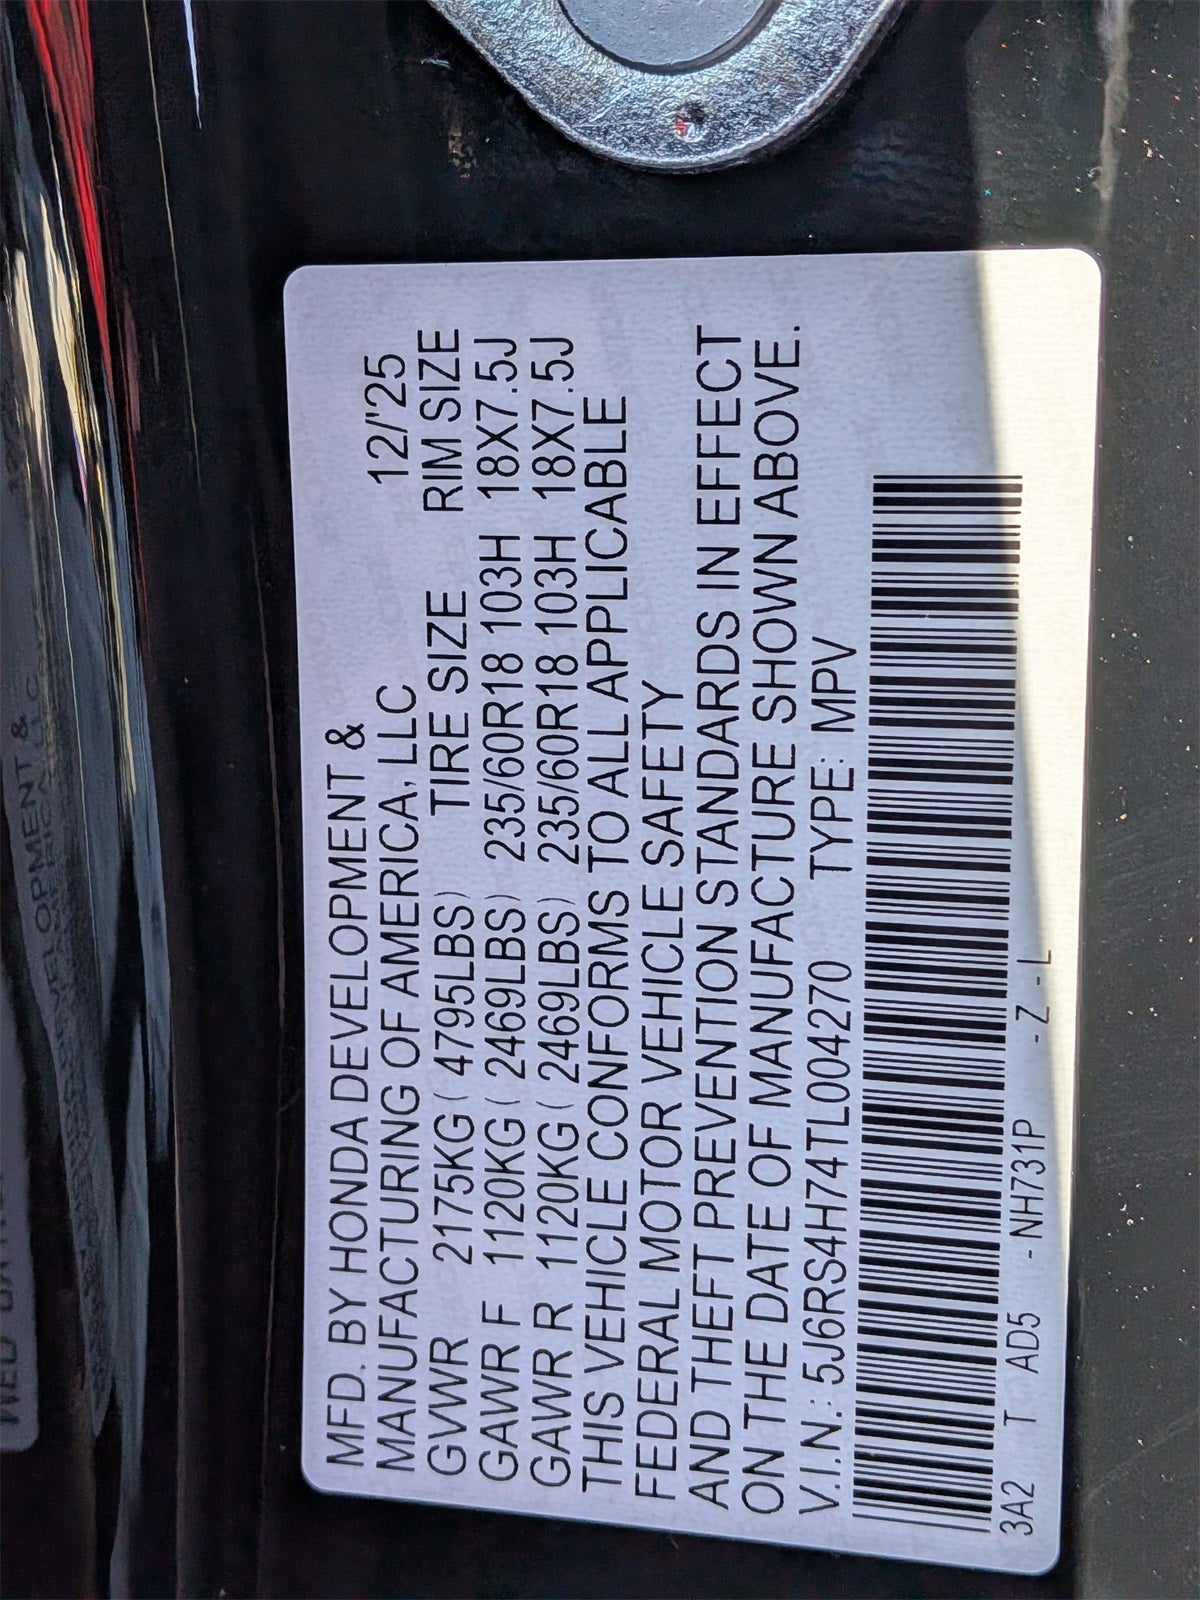 MFD. BY HONDA DEVELOPMENT &
MANUFACTURING OF AMERICA, LLC 12/'25
GVWR 2175KG ( 4795LBS) TIRE SIZE RIM SIZE
GAWR F 1120KG ( 2469LBS) 235/60R18 103H 18X7.5J
GAWR R 1120KG ( 2469LBS) 235/60R18 103H 18X7.5J
THIS VEHICLE CONFORMS TO ALL APPLICABLE
FEDERAL MOTOR VEHICLE SAFETY
AND THEFT PREVENTION STANDARDS IN EFFECT
ON THE DATE OF MANUFACTURE SHOWN ABOVE.
V.I.N.: 5J6RS4H74TL004270 TYPE: MPV
3A2 T AD5 - NH731P - Z - L